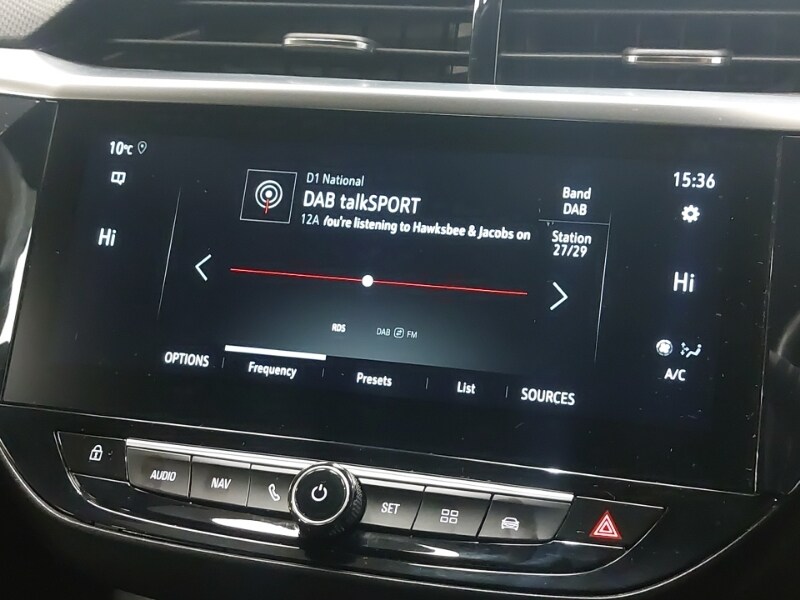 10°C
15:36
D1 National
DAB talkSPORT
12A You're listening to Hawksbee & Jacobs on
Band
DAB
Station
27/29
Hi
Hi
RDS
DAB FM
A/C
OPTIONS
Frequency
Presets
List
SOURCES
AUDIO
NAV
SET